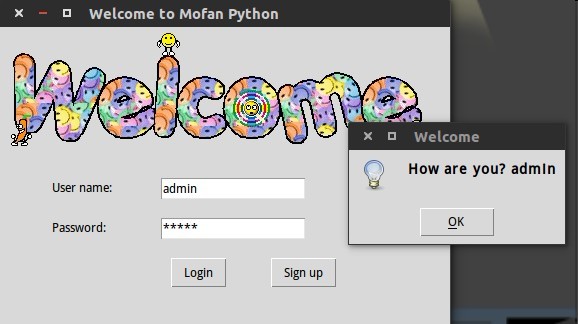 Welcome to Mofan Python
Welcome
User name:
admin
Password:
*****
Login
Sign up
Welcome
How are you? admin
OK